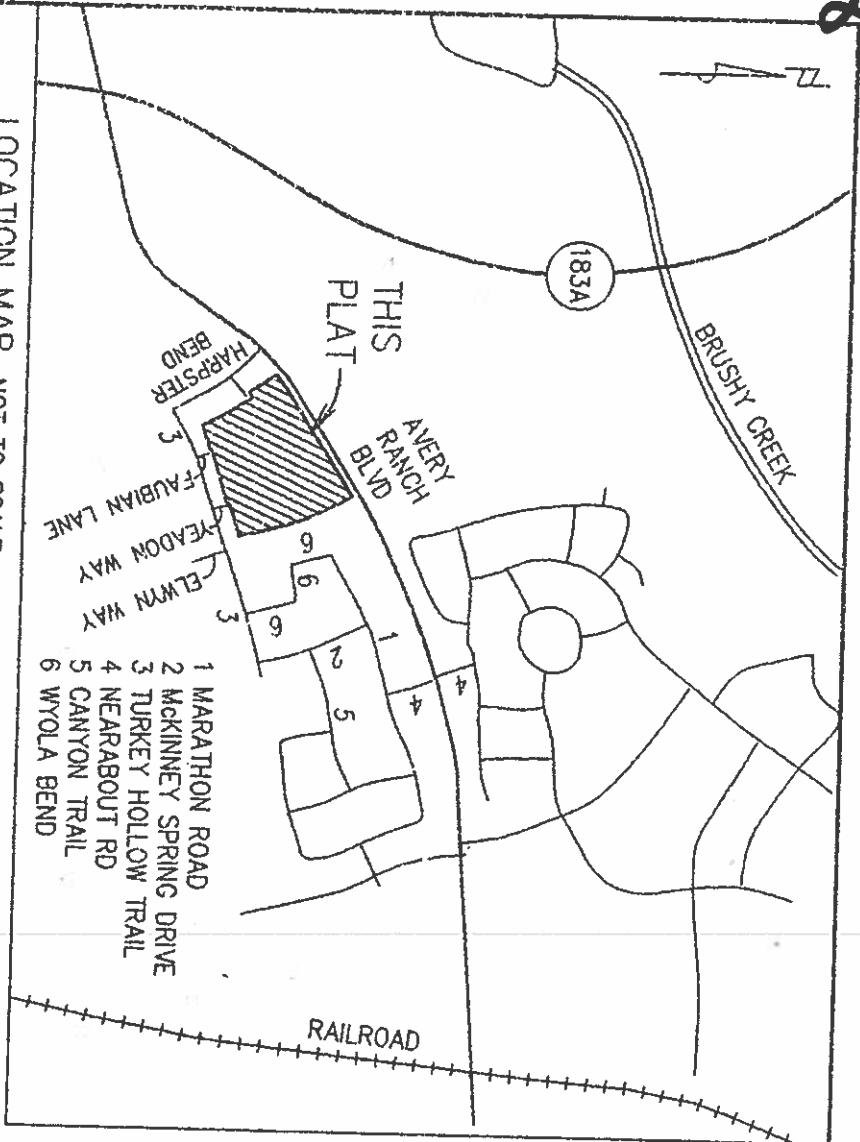 183A
BRUSHY CREEK
THIS
PLAT
AVERY
RANCH
BLVD
HARPSTER
BEND
3
FAUBIAN LANE
YEADON WAY
ELWYN WAY
3
6
6
6
1
2
5
4
4
1 MARATHON ROAD
2 McKINNEY SPRING DRIVE
3 TURKEY HOLLOW TRAIL
4 NEARABOUT RD
5 CANYON TRAIL
6 WYOLA BEND
RAILROAD
LOCATION MAP